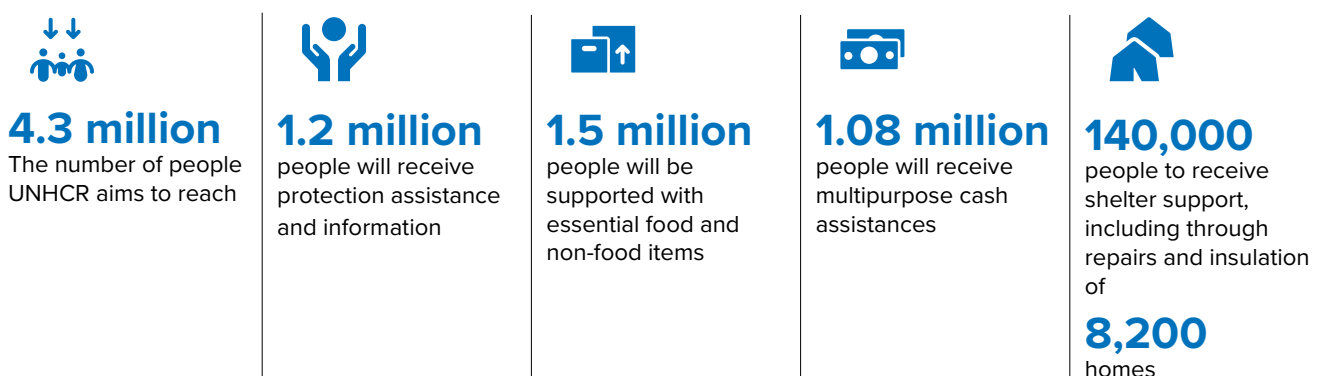 4.3 million
The number of people
UNHCR aims to reach
1.2 million
people will receive
protection assistance
and information
1.5 million
people will be
supported with
essential food and
non-food items
1.08 million
people will receive
multipurpose cash
assistances
140,000
people to receive
shelter support,
including through
repairs and insulation
of
8,200
homes